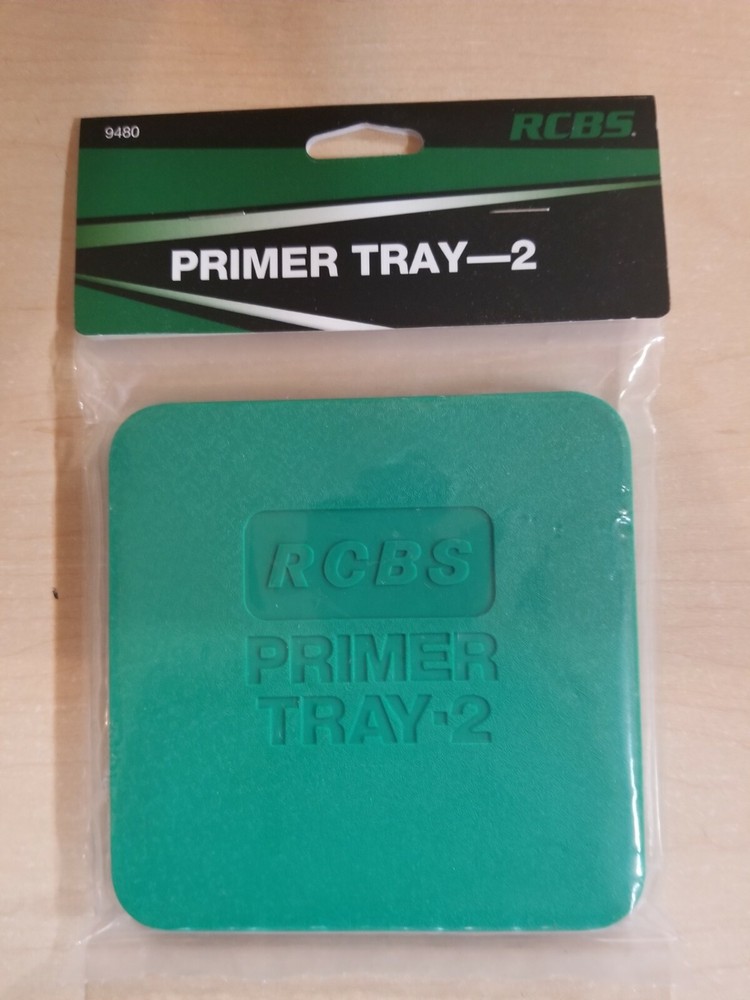 9480
RCBS.
PRIMER TRAY—2
RCBS
PRIMER
TRAY·2